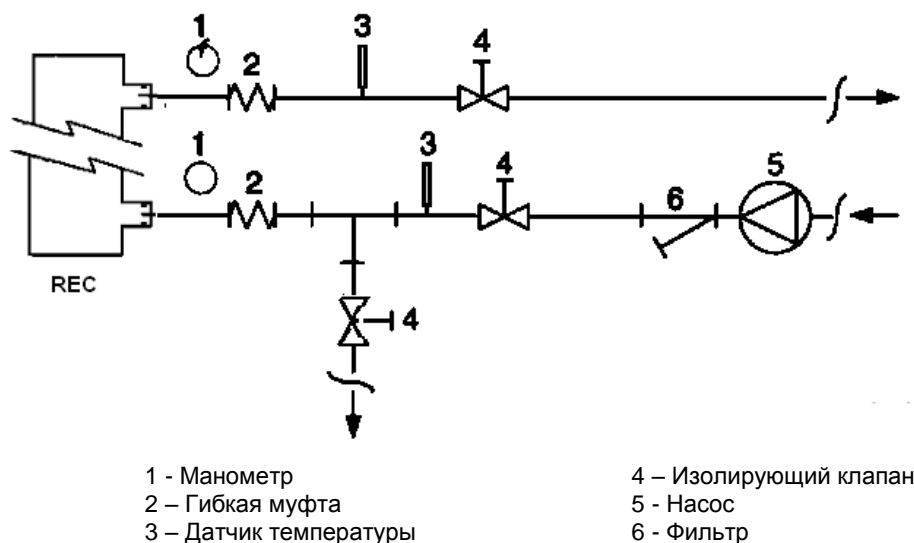 1
2
3
4
1
2
3
4
6
5
REC
4
1 - Манометр
2 – Гибкая муфта
3 – Датчик температуры
4 – Изолирующий клапан
5 - Насос
6 - Фильтр